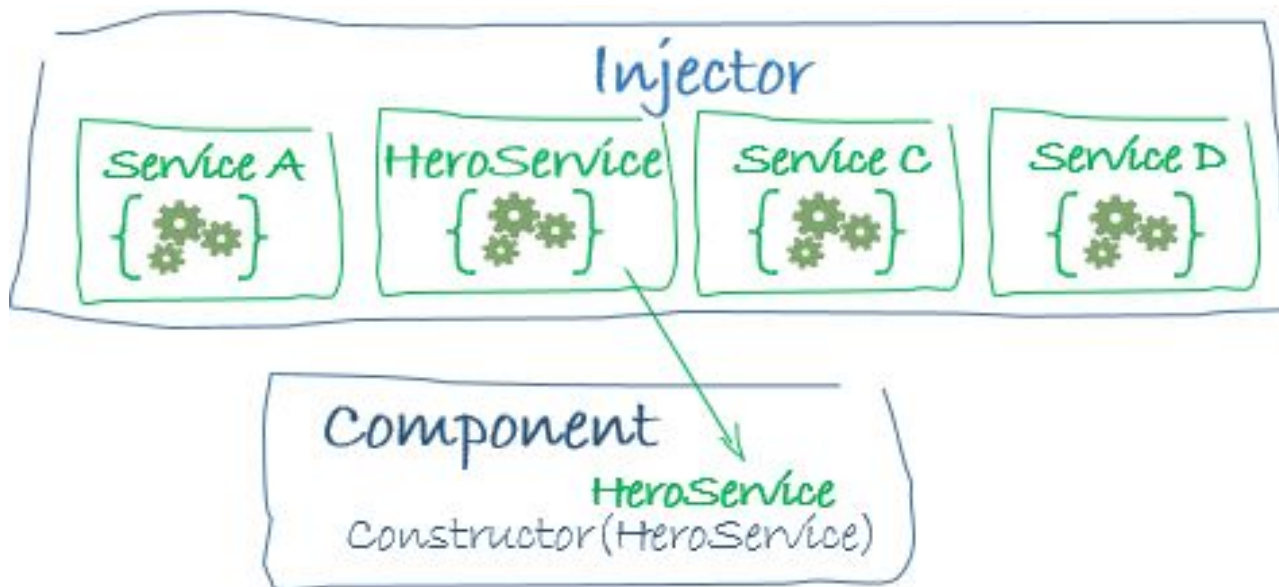 Injector
Service A
HeroService
Service C
Service D
Component
HeroService
Constructor(HeroService)